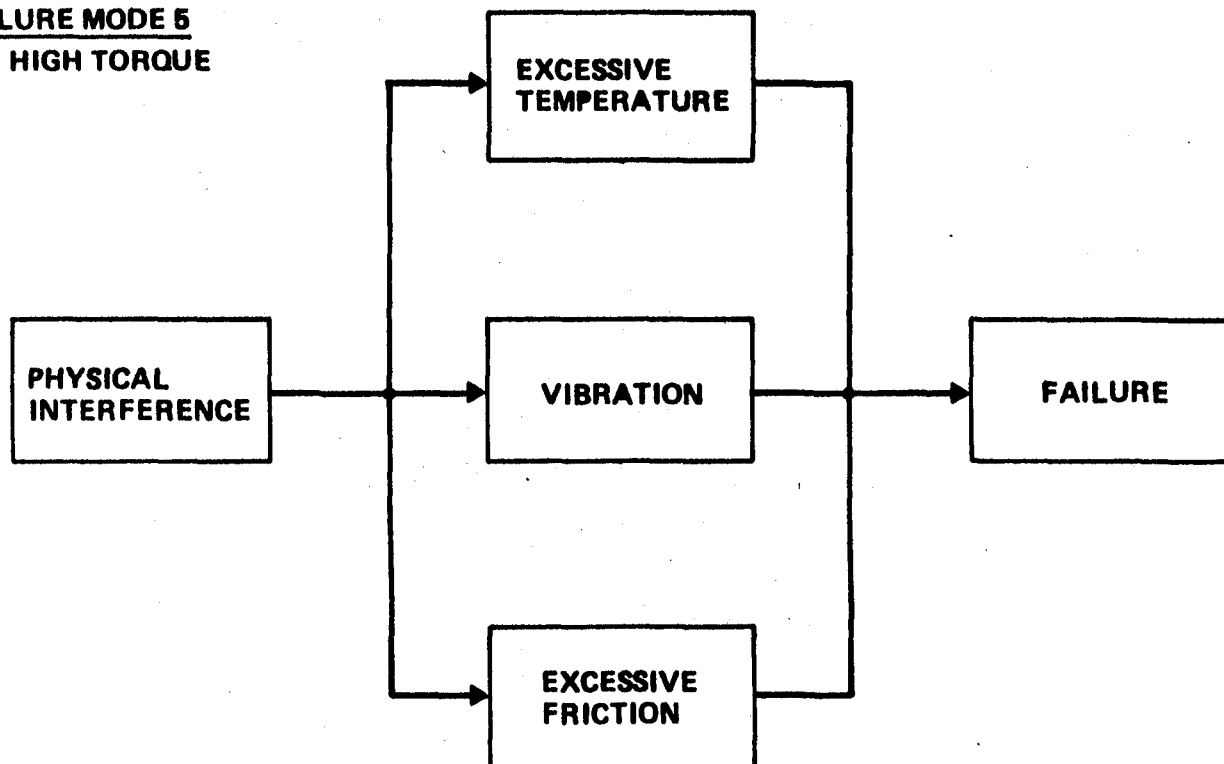 LURE MODE 5
HIGH TORQUE
EXCESSIVE
TEMPERATURE
PHYSICAL
INTERFERENCE
VIBRATION
FAILURE
EXCESSIVE
FRICTION